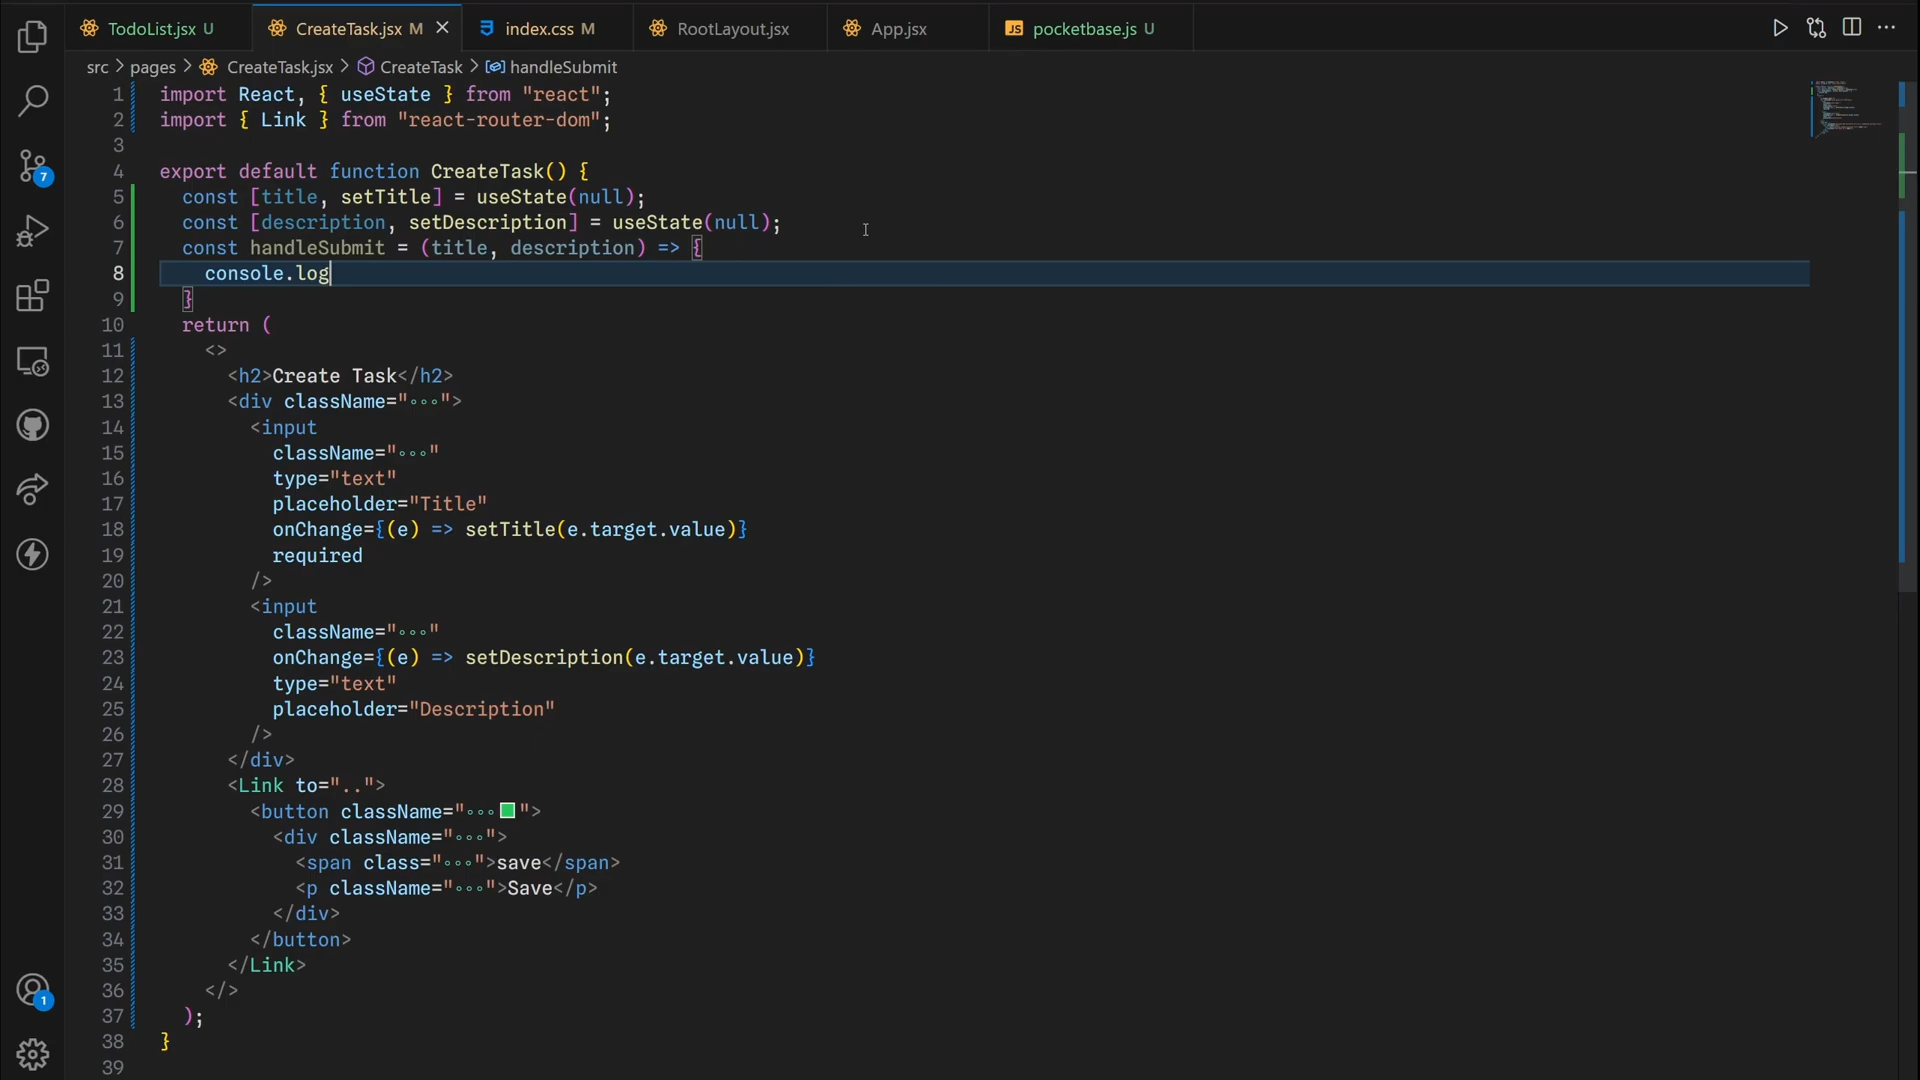 TodoList.jsx U
CreateTask.jsx M
index.css M
RootLayout.jsx
App.jsx
JS pocketbase.js U
src > pages > CreateTask.jsx > CreateTask > handleSubmit
1 import React, { useState } from "react";
2 import { Link } from "react-router-dom";
3
4 export default function CreateTask() {
5 const [title, setTitle] = useState(null);
6 const [description, setDescription] = useState(null);
7 const handleSubmit = (title, description) => {
8 console.log
9 }
10 return (
11 <>
12 <h2>Create Task</h2>
13 <div className="...">
14 <input
15 className="..."
16 type="text"
17 placeholder="Title"
18 onChange={(e) => setTitle(e.target.value)}
19 required
20 />
21 <input
22 className="..."
23 onChange={(e) => setDescription(e.target.value)}
24 type="text"
25 placeholder="Description"
26 />
27 </div>
28 <Link to="..">
29 <button className="...">
30 <div className="...">
31 <span class="...">save</span>
32 <p className="...">Save</p>
33 </div>
34 </button>
35 </Link>
36 </>
37 );
38 }
39
7
1